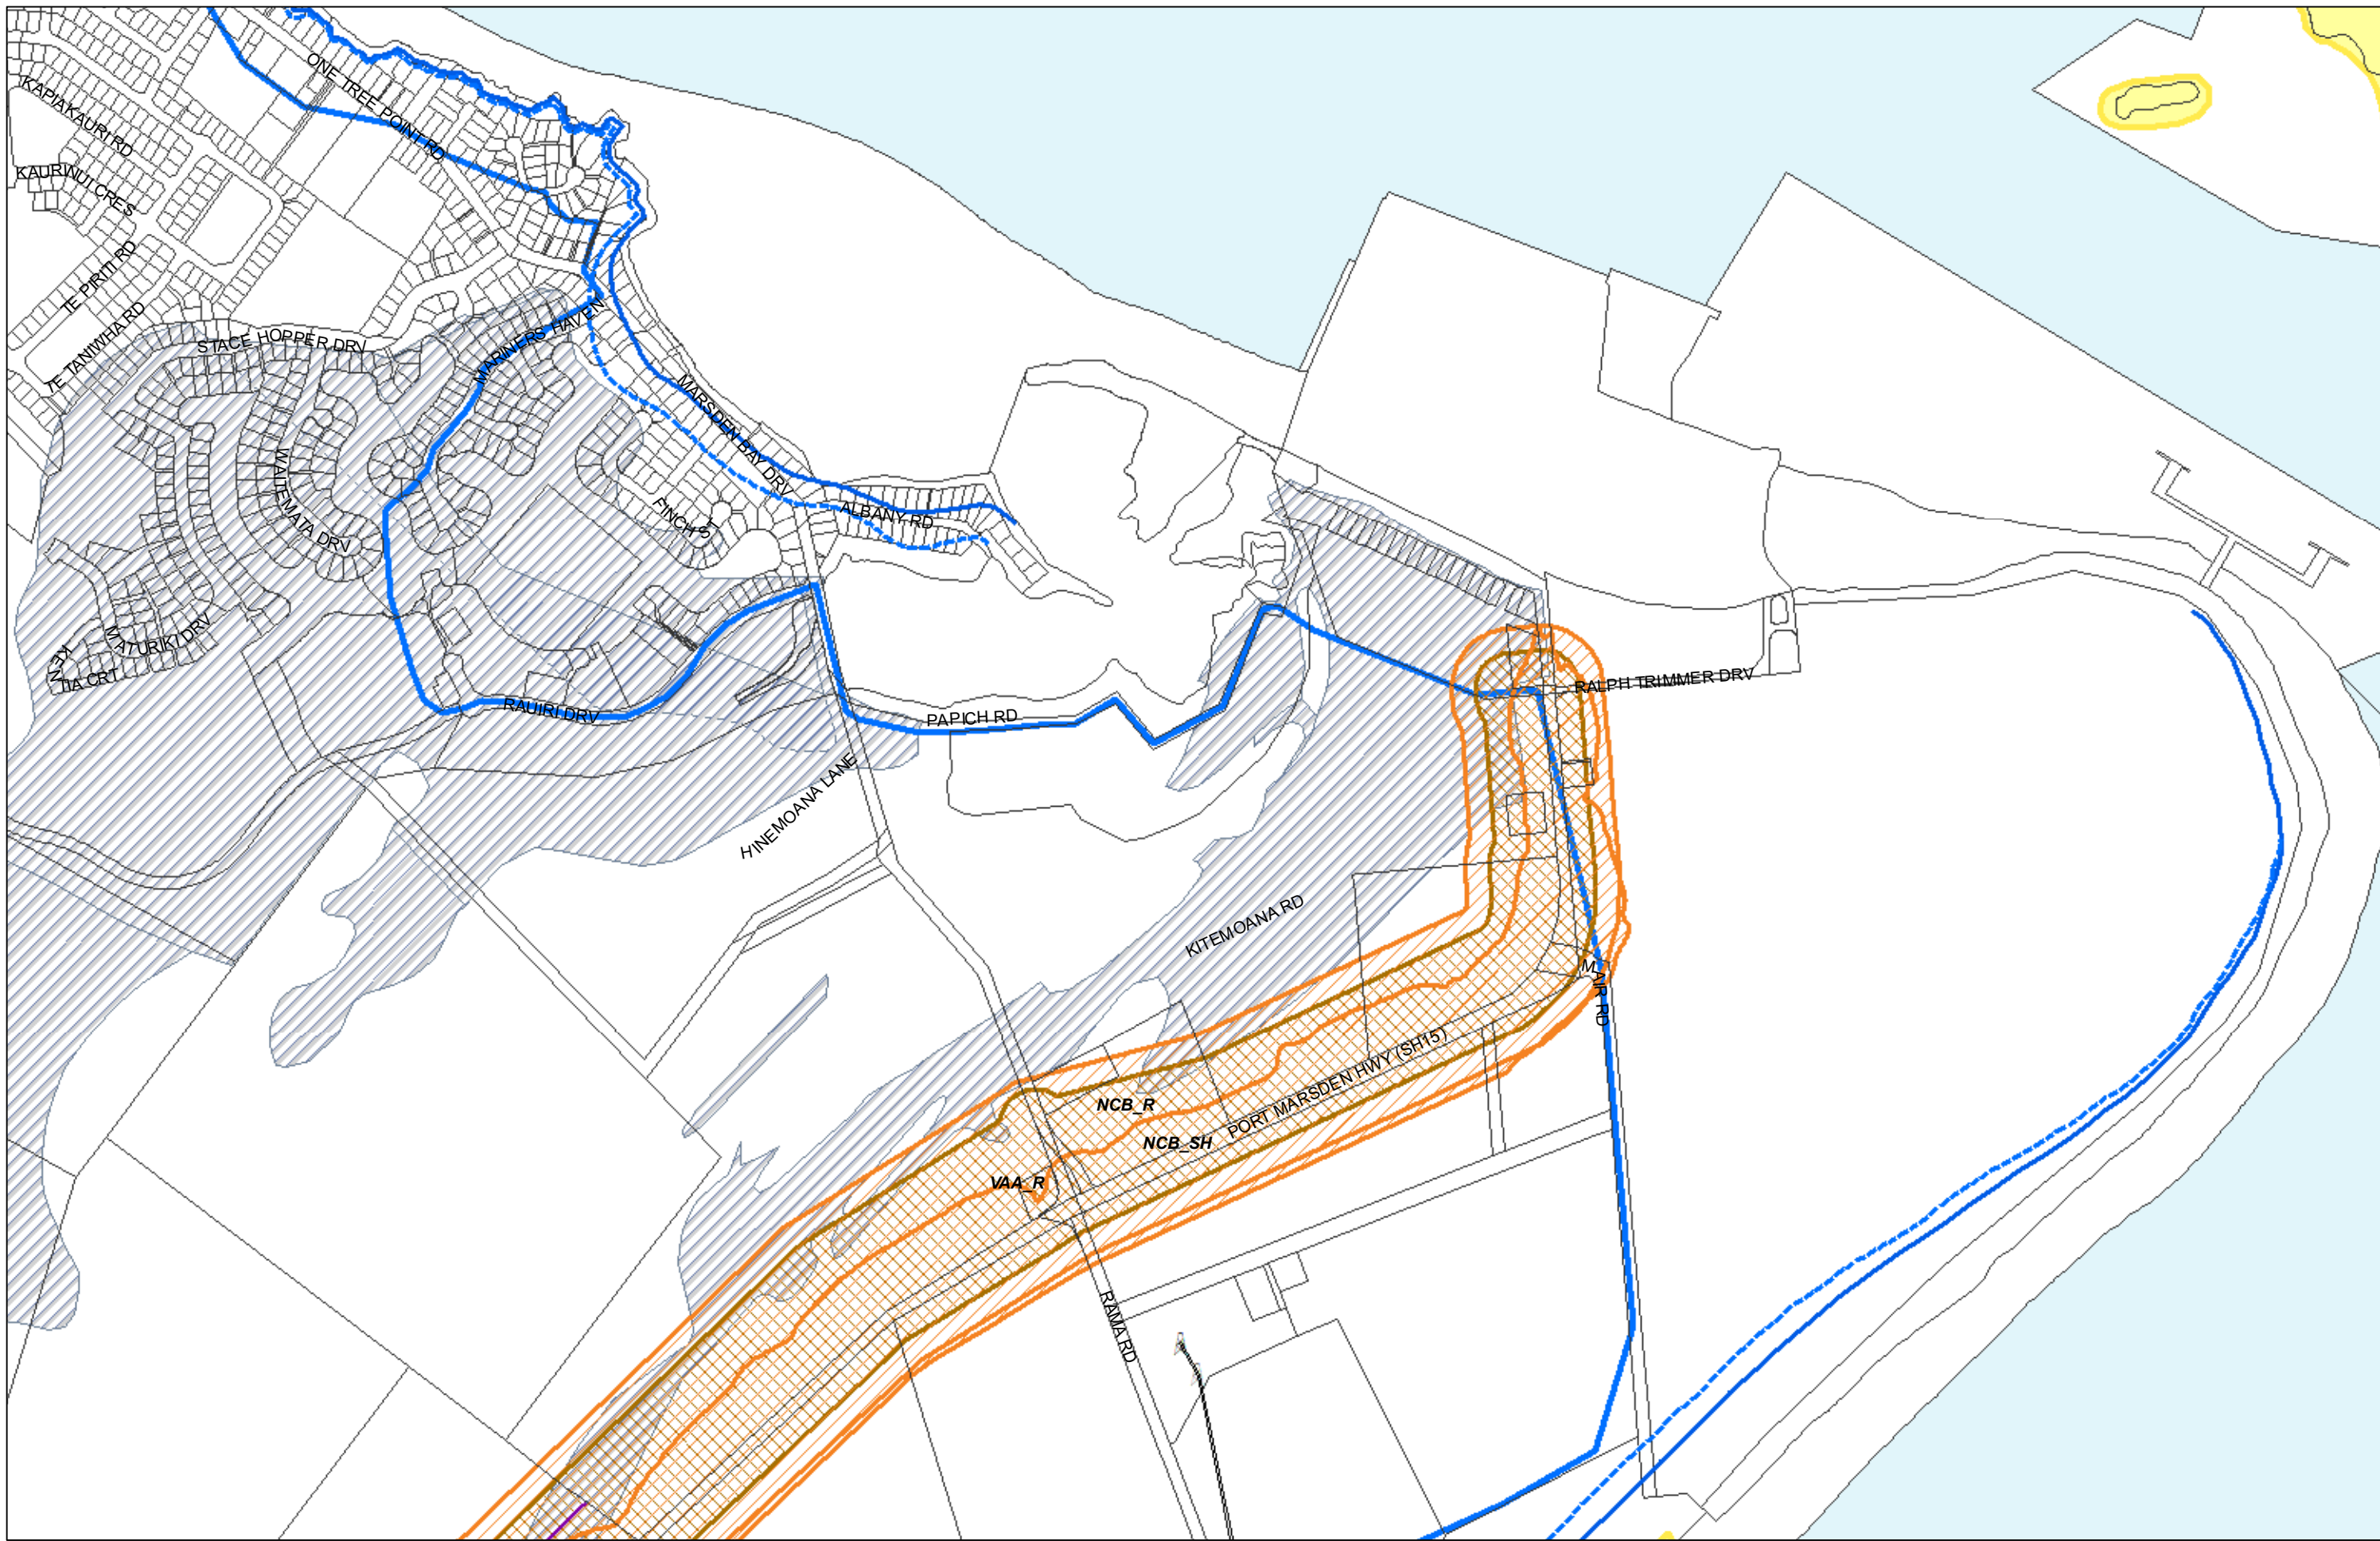 ONE TREE POINT RD
KAPIAKAURI RD
KAURINUI CRES
TE PIRITI RD
TE TANIWHA RD
STACE HOPPER DRV
MARINERS HAVEN
MARSDEN BAY DRV
WAITEMATA DRV
FINCH ST
ALBANY RD
MATURIKI DRV
KENTIA CRT
RAUIRI DRV
PAPICH RD
RALPH TRIMMER DRV
HINEMOANA LANE
KITEMOANA RD
MAIR RD
PORT MARSDEN HWY (SH15)
NCB_R
NCB_SH
VAA_R
RAMA RD